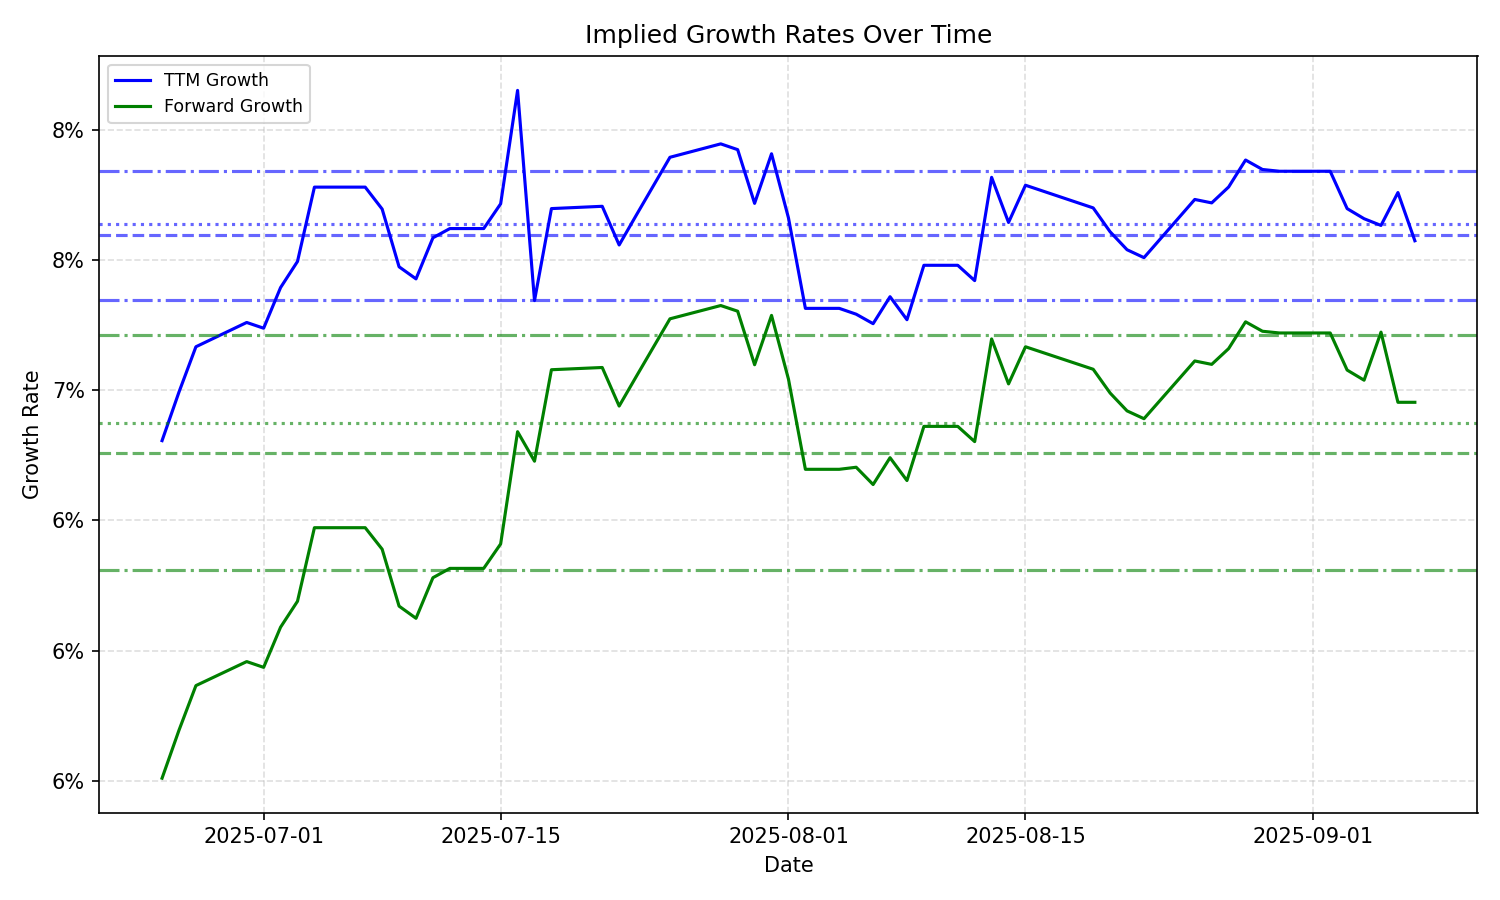 Implied Growth Rates Over Time
TTM Growth
Forward Growth
8%
8%
7%
6%
6%
6%
Growth Rate
2025-07-01
2025-07-15
2025-08-01
2025-08-15
2025-09-01
Date